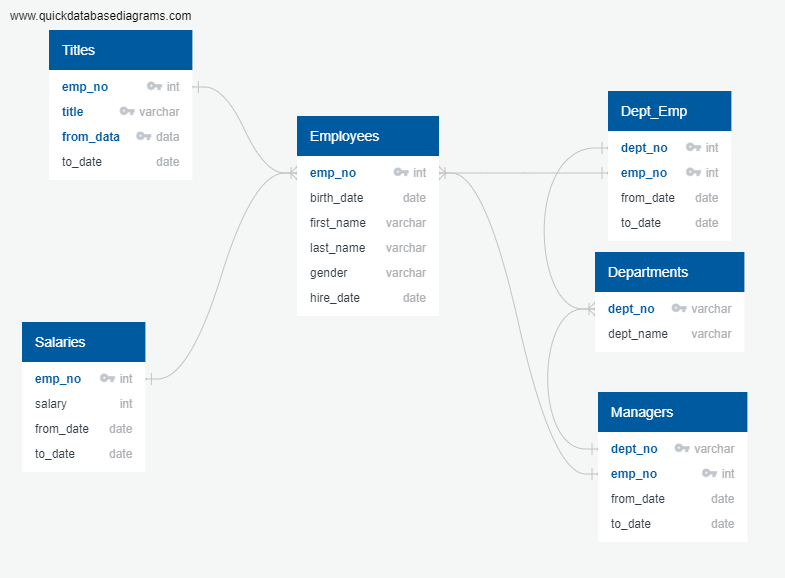 www.quickdatabasediagrams.com
Titles
emp_no int
title varchar
from_data data
to_date date
Employees
emp_no int
birth_date date
first_name varchar
last_name varchar
gender varchar
hire_date date
Dept_Emp
dept_no int
emp_no int
from_date date
to_date date
Departments
dept_no varchar
dept_name varchar
Salaries
emp_no int
salary int
from_date date
to_date date
Managers
dept_no varchar
emp_no int
from_date date
to_date date